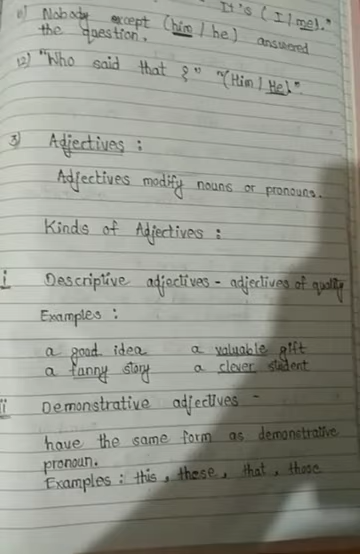 It's (I / me)."
11) Nobody except (him / he) answered
the question.
12) "Who said that ?" "(Him / He)."
3) Adjectives :
Adjectives modify nouns or pronouns.
Kinds of Adjectives :
i Descriptive adjectives - adjectives of quality
Examples :
a good idea a valuable gift
a funny story a clever student
ii Demonstrative adjectives -
have the same form as demonstrative
pronoun.
Examples : this, these, that, those